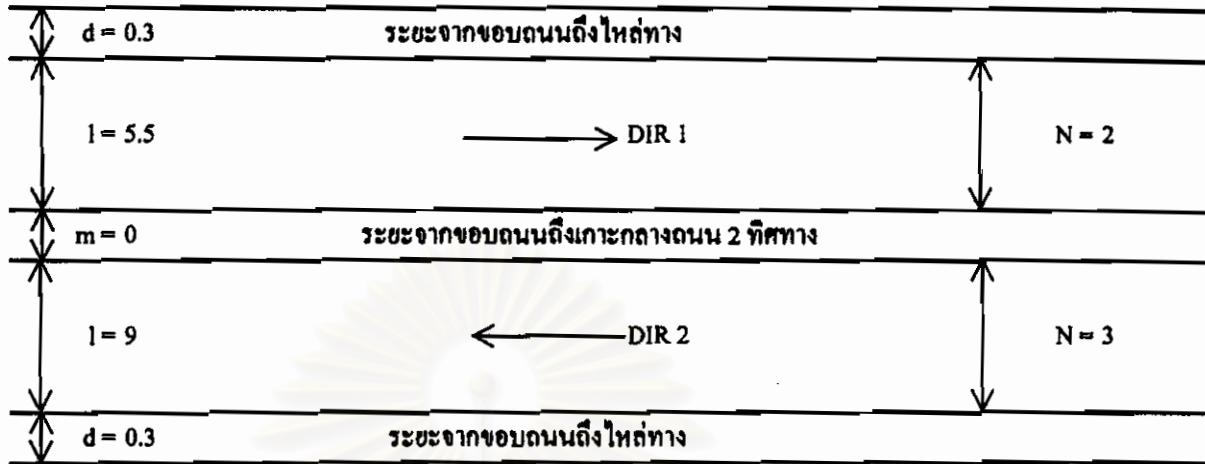 d = 0.3 ระยะจากขอบถนนถึงไหล่ทาง
l = 5.5 DIR 1 N = 2
m = 0 ระยะจากขอบถนนถึงเกาะกลางถนน 2 ทิศทาง
l = 9 DIR 2 N = 3
d = 0.3 ระยะจากขอบถนนถึงไหล่ทาง